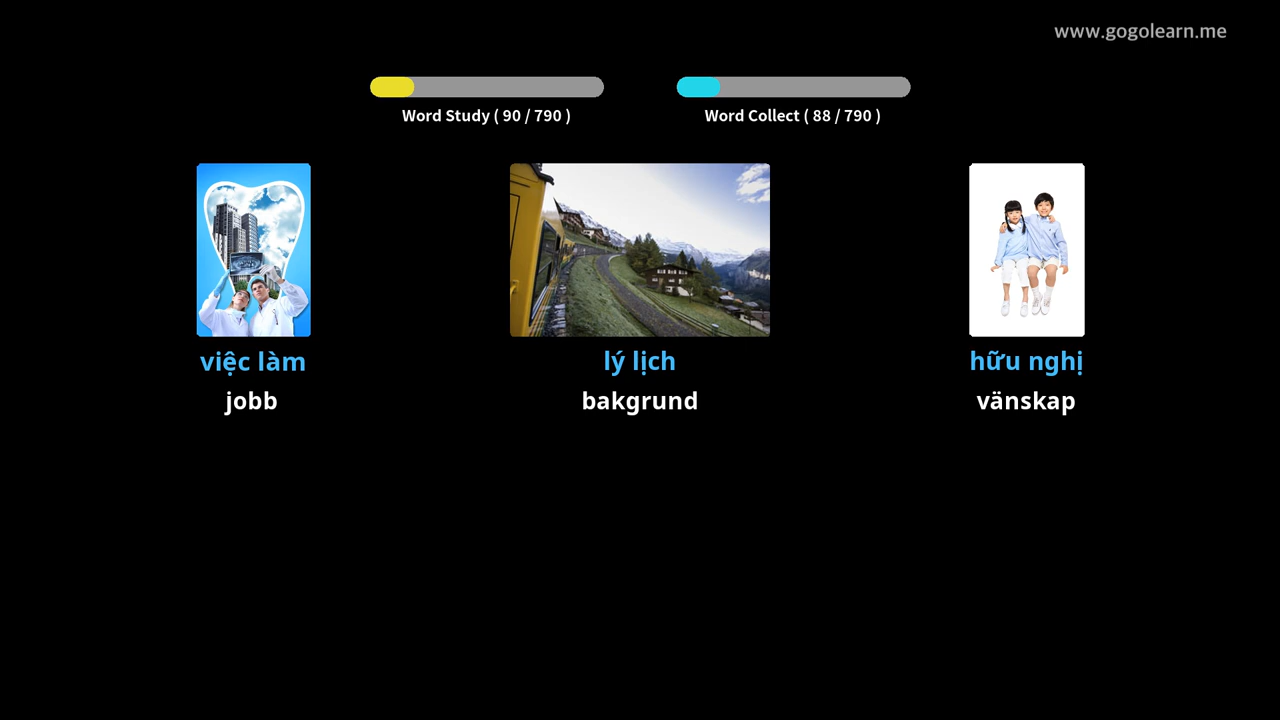 www.gogolearn.me
Word Study ( 90 / 790 )
Word Collect ( 88 / 790 )
việc làm
lý lịch
hữu nghị
jobb
bakgrund
vänskap